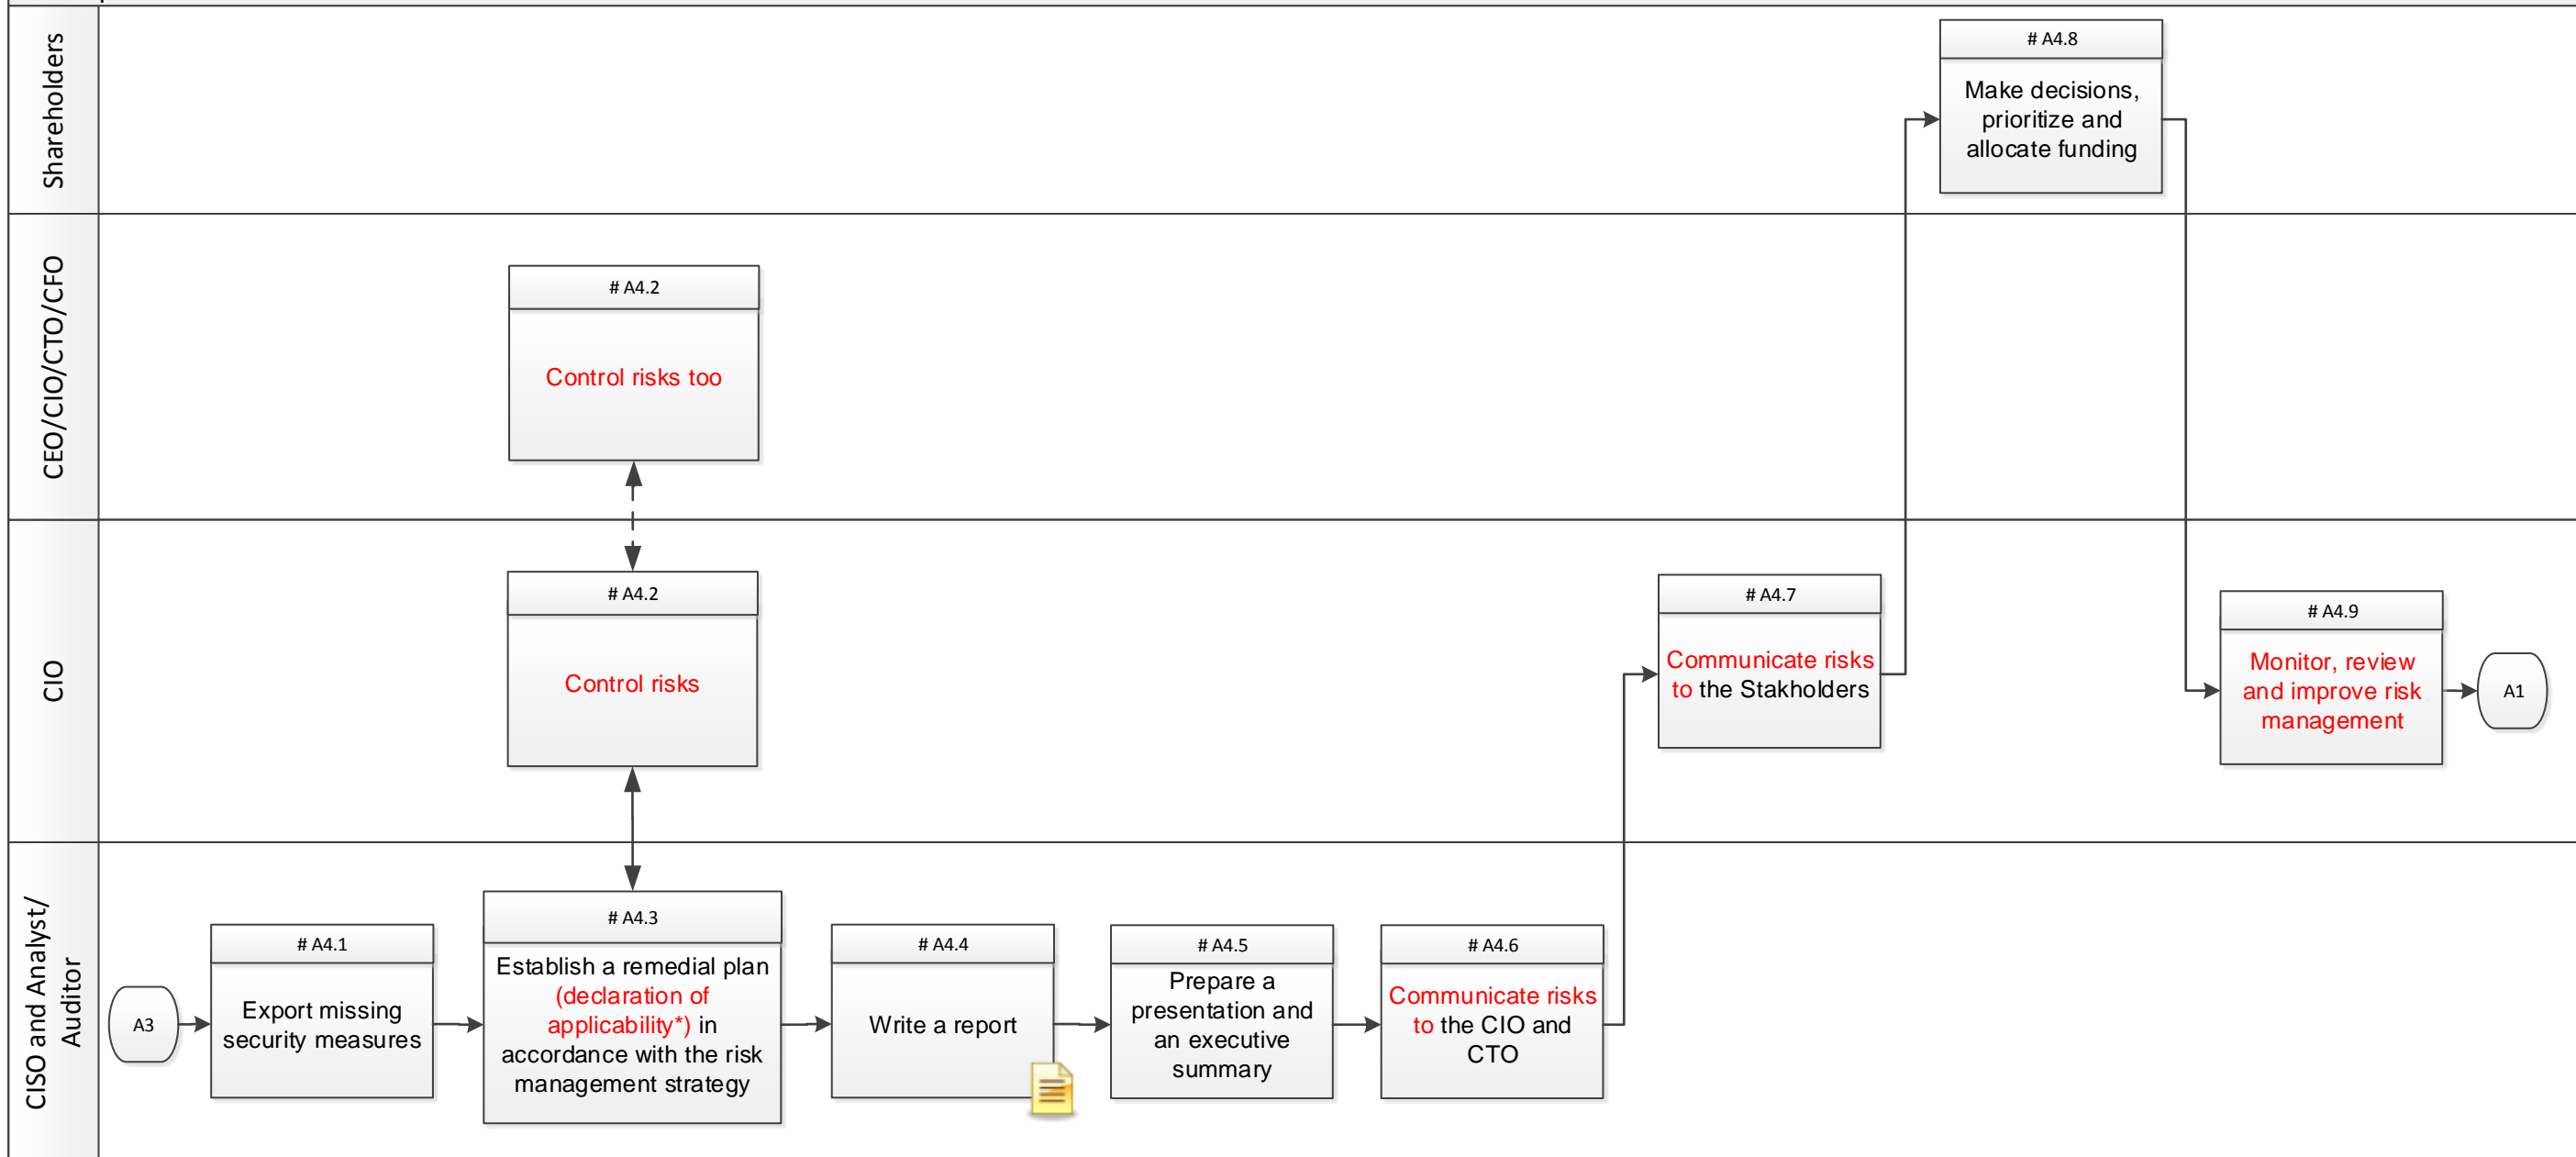 Shareholders
# A4.8
Make decisions,
prioritize and
allocate funding
CEO/CIO/CTO/CFO
# A4.2
Control risks too
CIO
# A4.2
Control risks
# A4.7
Communicate risks
to the Stakholders
# A4.9
Monitor, review
and improve risk
management
A1
CISO and Analyst/
Auditor
A3
# A4.1
Export missing
security measures
# A4.3
Establish a remedial plan
(declaration of
applicability*) in
accordance with the risk
management strategy
# A4.4
Write a report
# A4.5
Prepare a
presentation and
an executive
summary
# A4.6
Communicate risks
to the CIO and
CTO